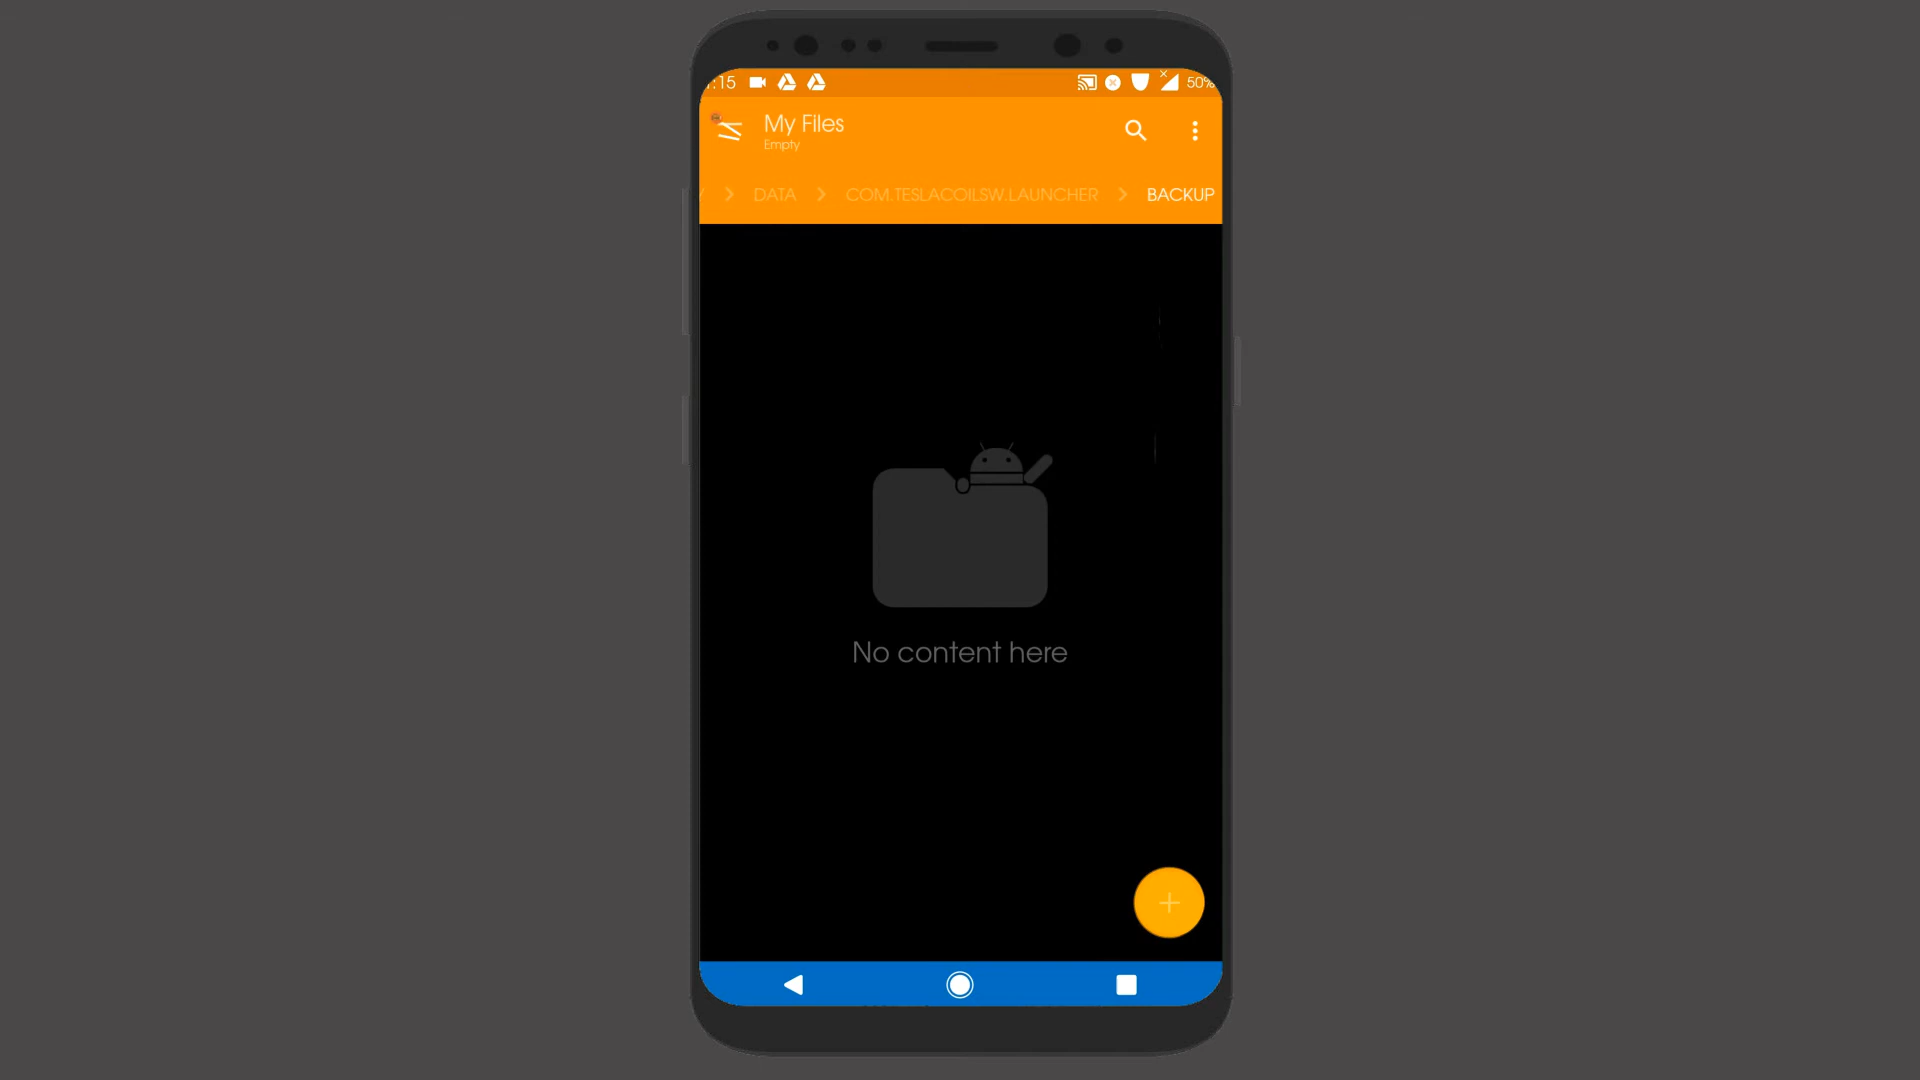 :15 50%
My Files
Empty
DATA COM.TESLACOILSW.LAUNCHER BACKUP
No content here